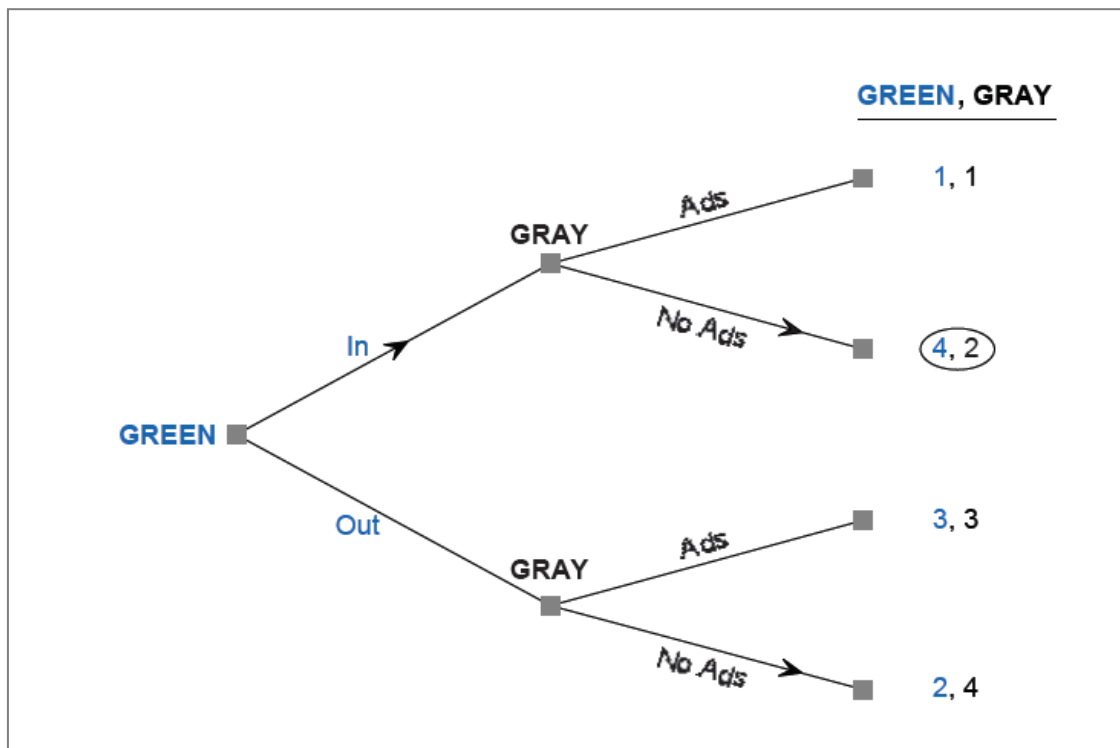 GREEN, GRAY
Ads
1, 1
GRAY
No Ads
4, 2
In
GREEN
Out
Ads
3, 3
GRAY
No Ads
2, 4